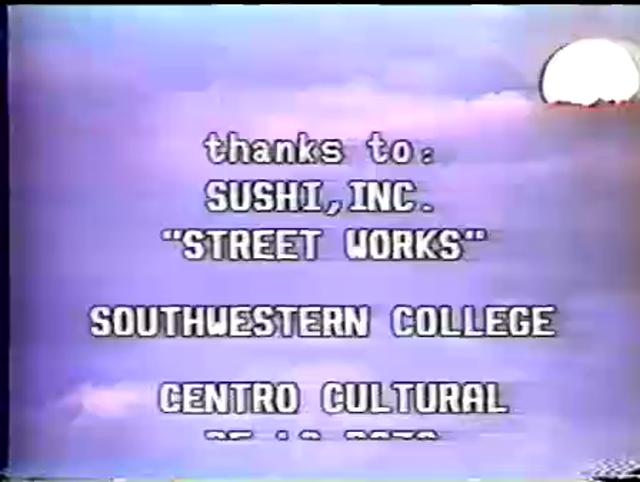 thanks to:
SUSHI, INC.
"STREET WORKS"
SOUTHWESTERN COLLEGE
CENTRO CULTURAL